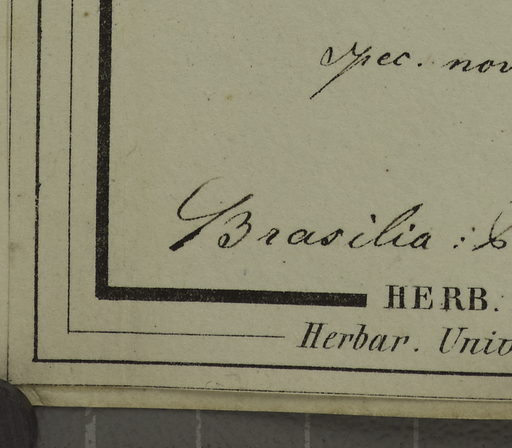 spec. nov
Brasilia :
HERB.
Herbar. Univ